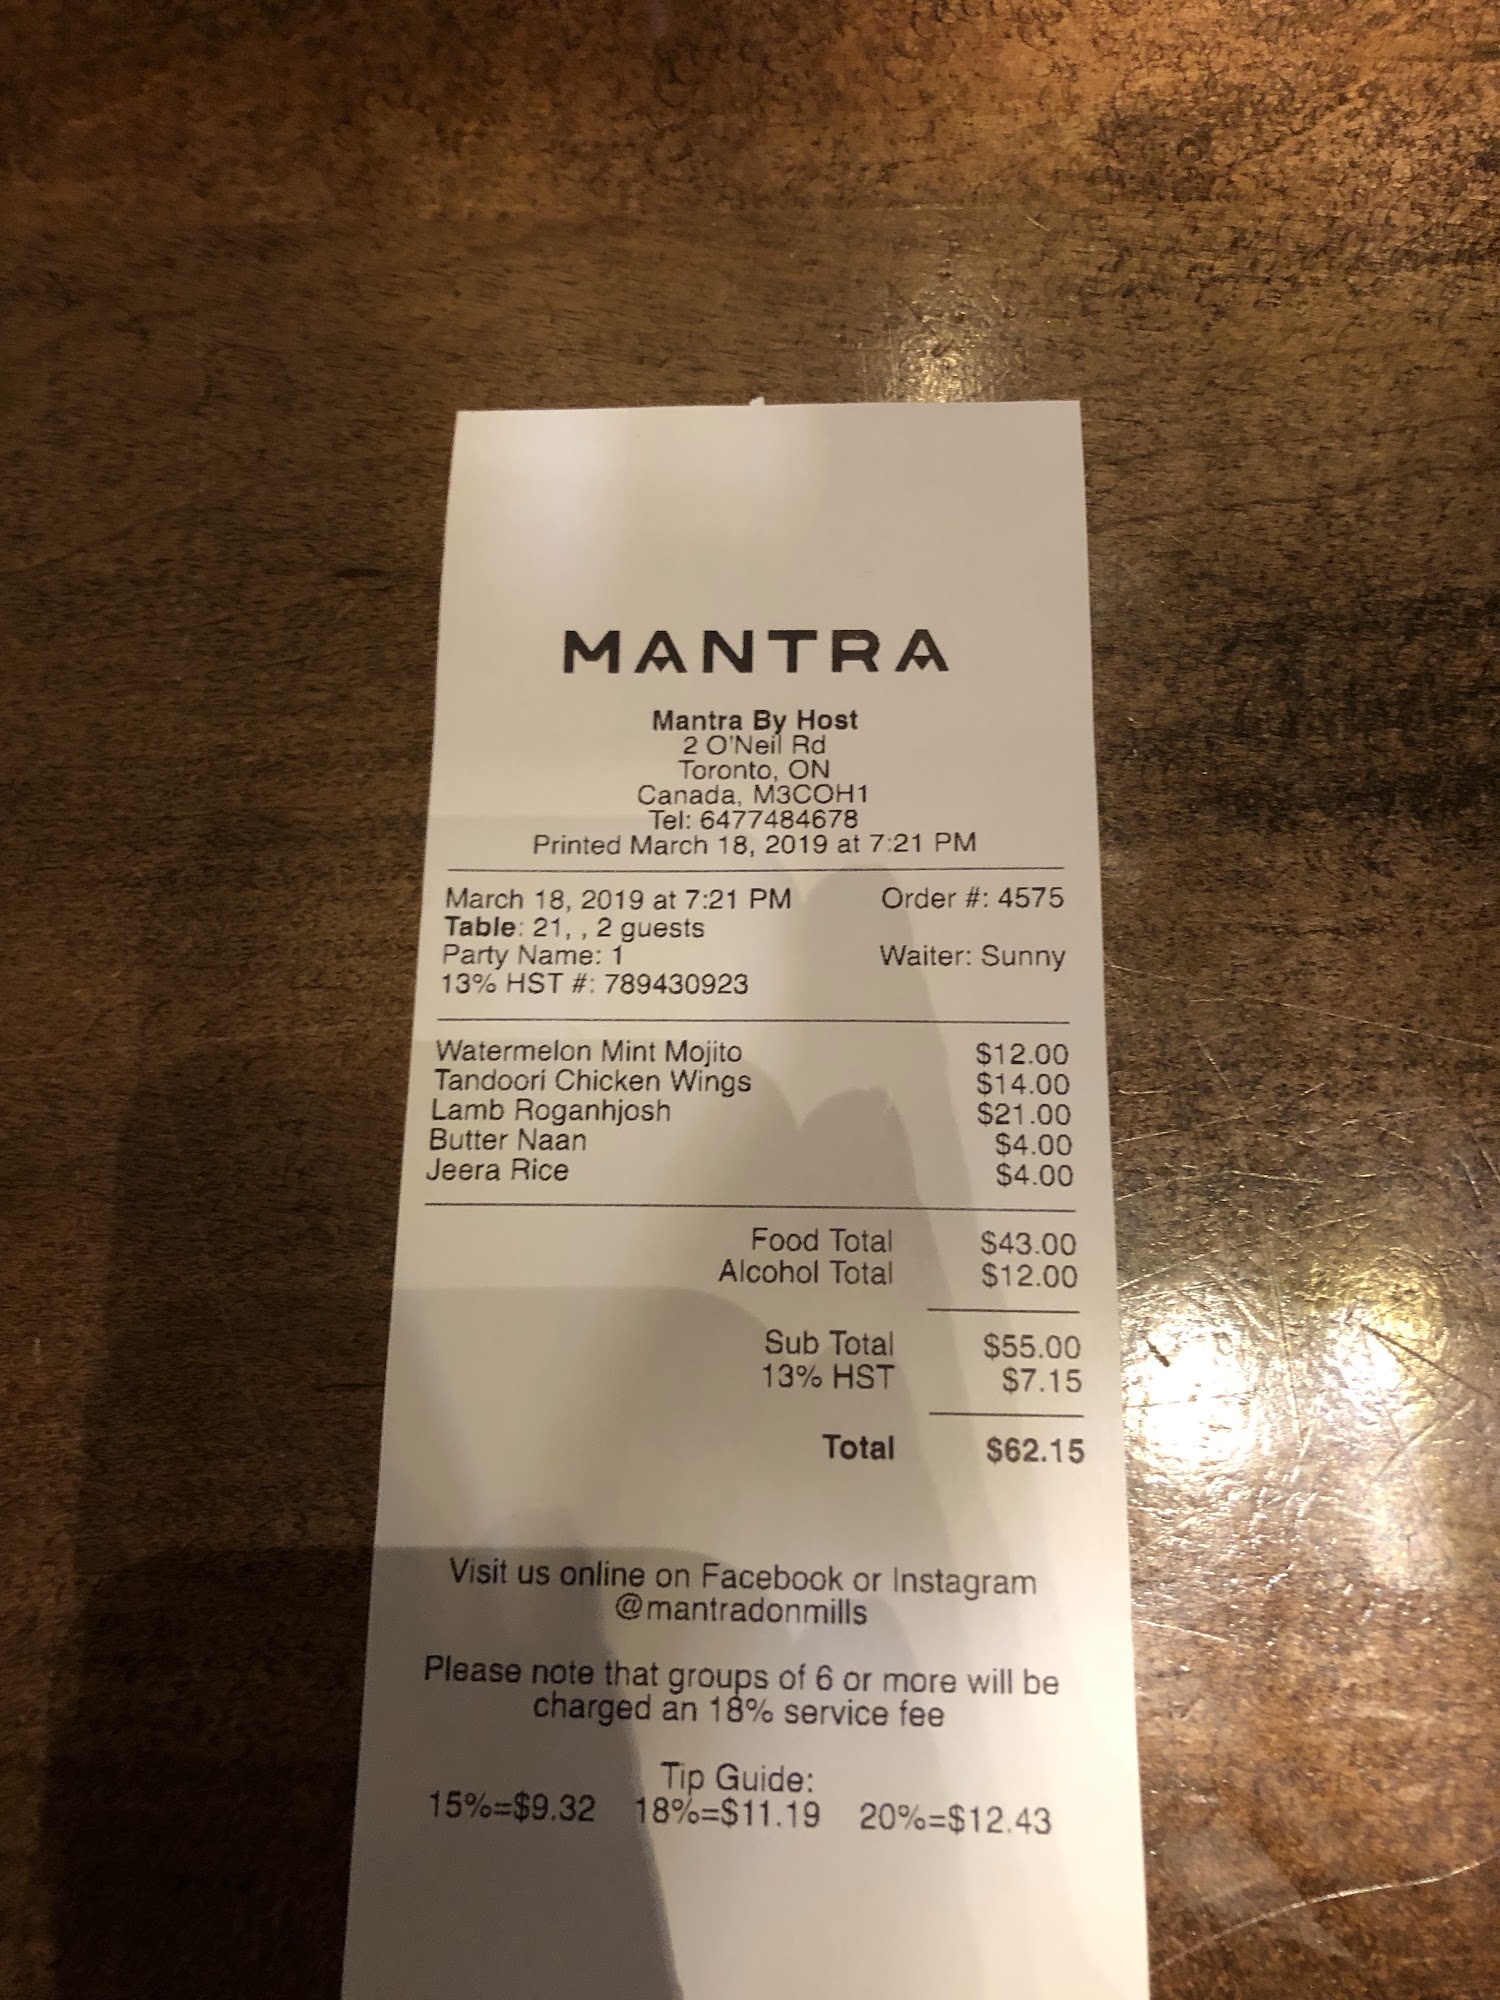 MANTRA
Mantra By Host
2 O'Neil Rd
Toronto, ON
Canada, M3C0H1
Tel: 6477484678
Printed March 18, 2019 at 7:21 PM
March 18, 2019 at 7:21 PM Order #: 4575
Table: 21, , 2 guests
Party Name: 1 Waiter: Sunny
13% HST #: 789430923
Watermelon Mint Mojito $12.00
Tandoori Chicken Wings $14.00
Lamb Roganhjosh $21.00
Butter Naan $4.00
Jeera Rice $4.00
Food Total $43.00
Alcohol Total $12.00
Sub Total $55.00
13% HST $7.15
Total $62.15
Visit us online on Facebook or Instagram
@mantradonmills
Please note that groups of 6 or more will be
charged an 18% service fee
Tip Guide:
15%=$9.32 18%=$11.19 20%=$12.43